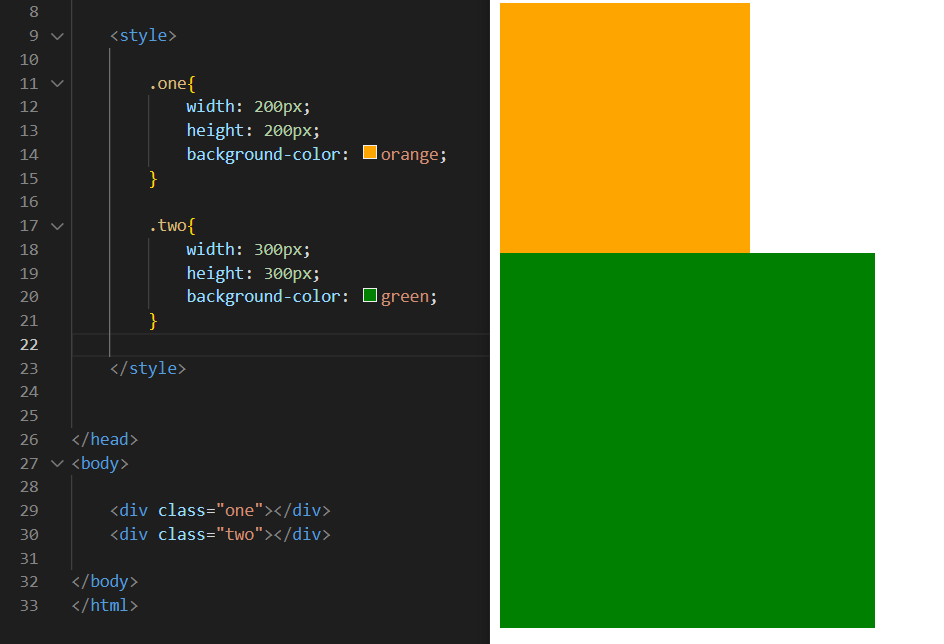 8
9 <style>
10
11 .one{
12 width: 200px;
13 height: 200px;
14 background-color: orange;
15 }
16
17 .two{
18 width: 300px;
19 height: 300px;
20 background-color: green;
21 }
22
23 </style>
24
25
26 </head>
27 <body>
28
29 <div class="one"></div>
30 <div class="two"></div>
31
32 </body>
33 </html>